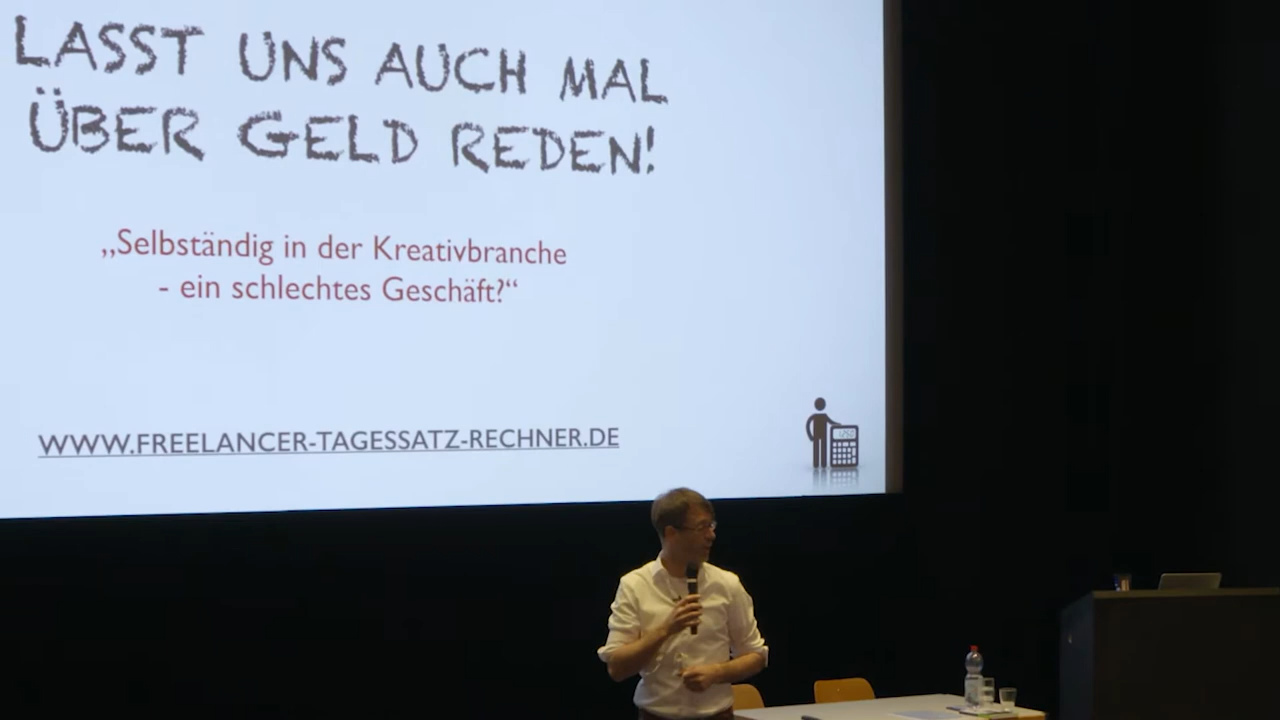 LASST UNS AUCH MAL
ÜBER GELD REDEN!
„Selbständig in der Kreativbranche
- ein schlechtes Geschäft?“
WWW.FREELANCER-TAGESSATZ-RECHNER.DE